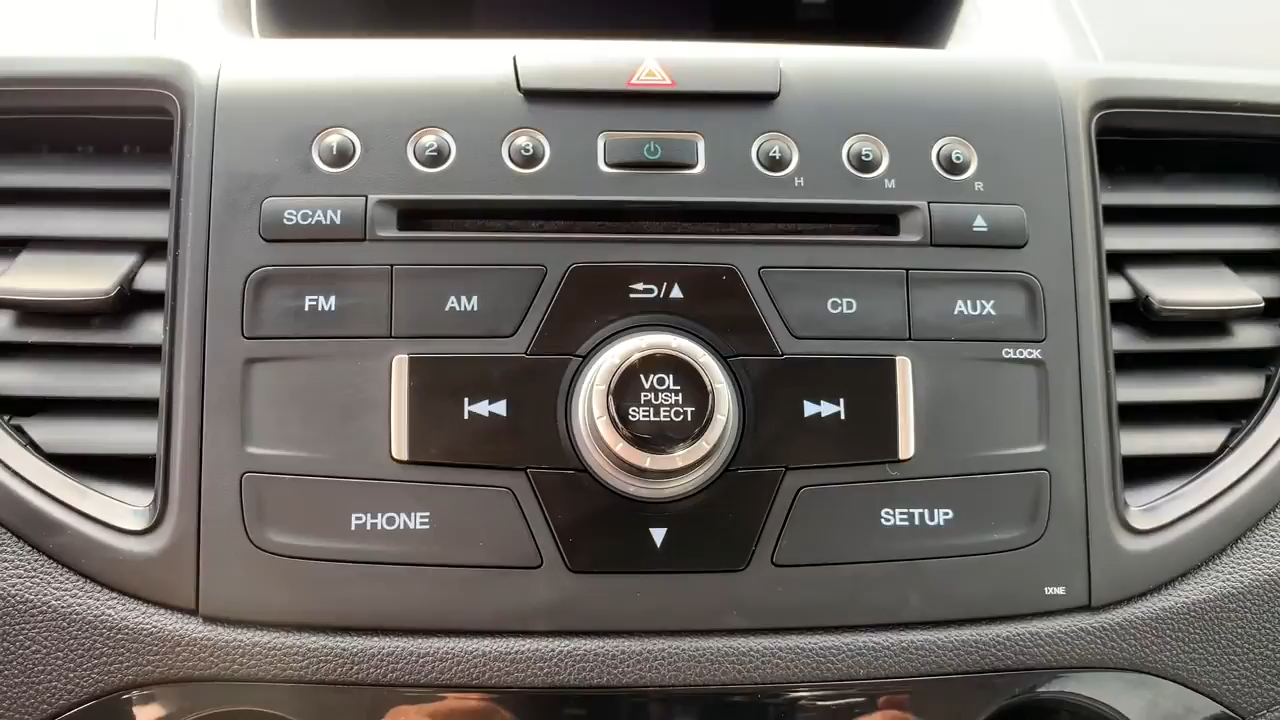 1 2 3 4 5 6
H M R
SCAN
FM AM CD AUX
CLOCK
VOL
PUSH
SELECT
PHONE SETUP
1XNE